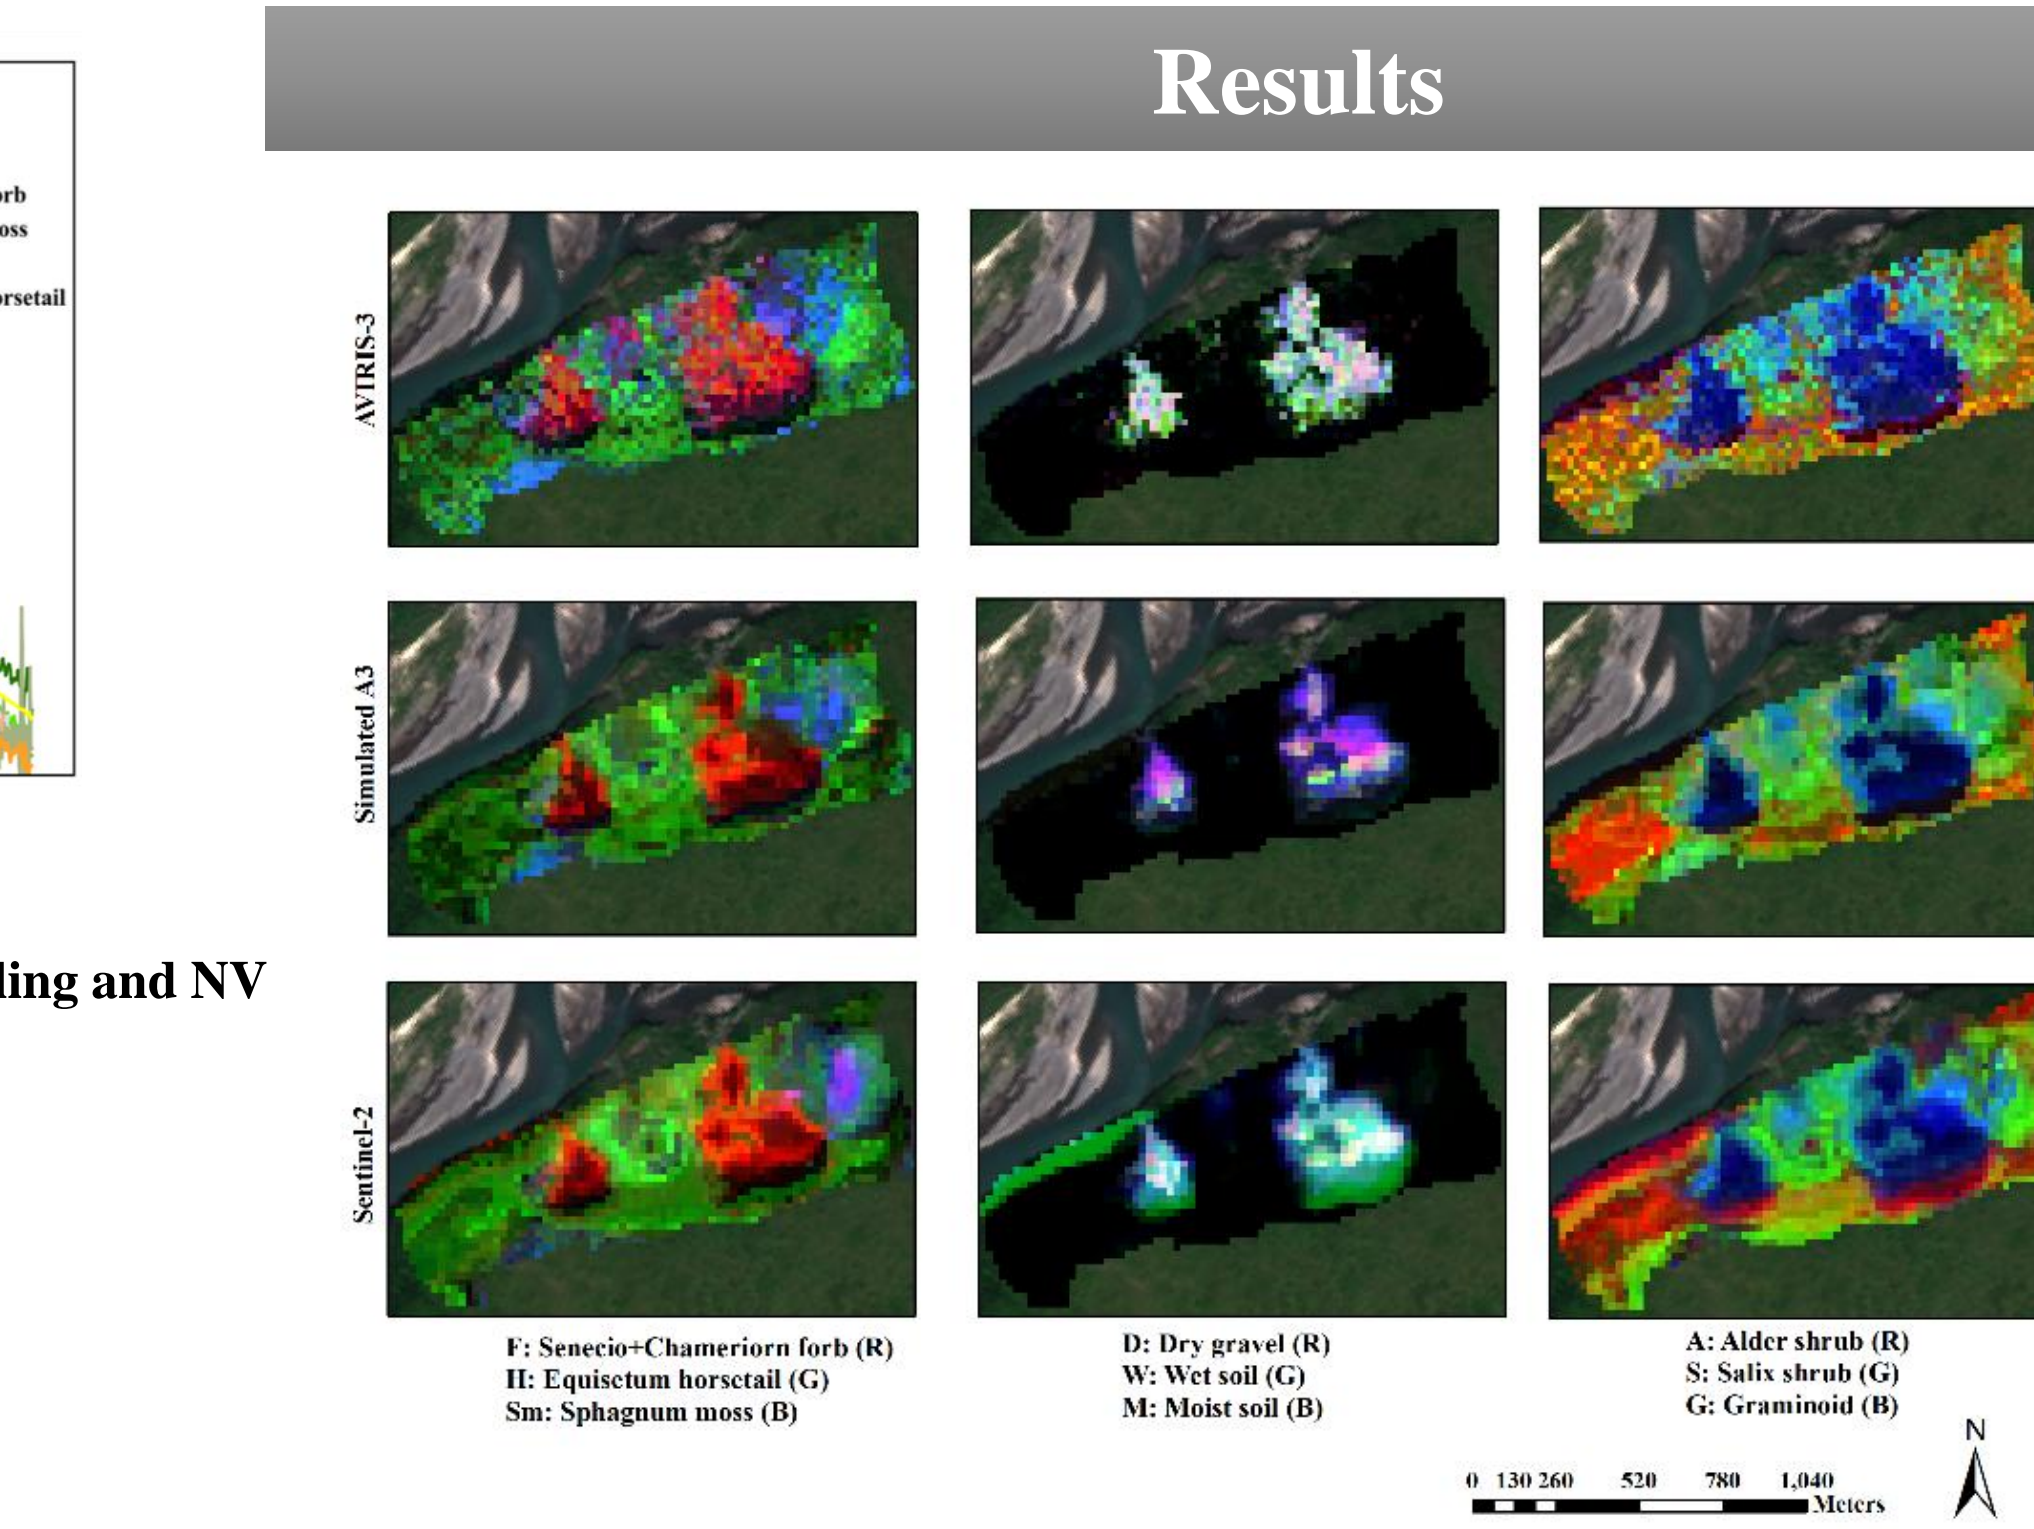 orb
oss
orsetail
ling and NV
Results
AVIRIS-3
Simulated A3
Sentinel-2
F: Senecio+Chameriorn forb (R)
H: Equisetum horsetail (G)
Sm: Sphagnum moss (B)
D: Dry gravel (R)
W: Wet soil (G)
M: Moist soil (B)
A: Alder shrub (R)
S: Salix shrub (G)
G: Graminoid (B)
N
0 130 260 520 780 1,040
Meters